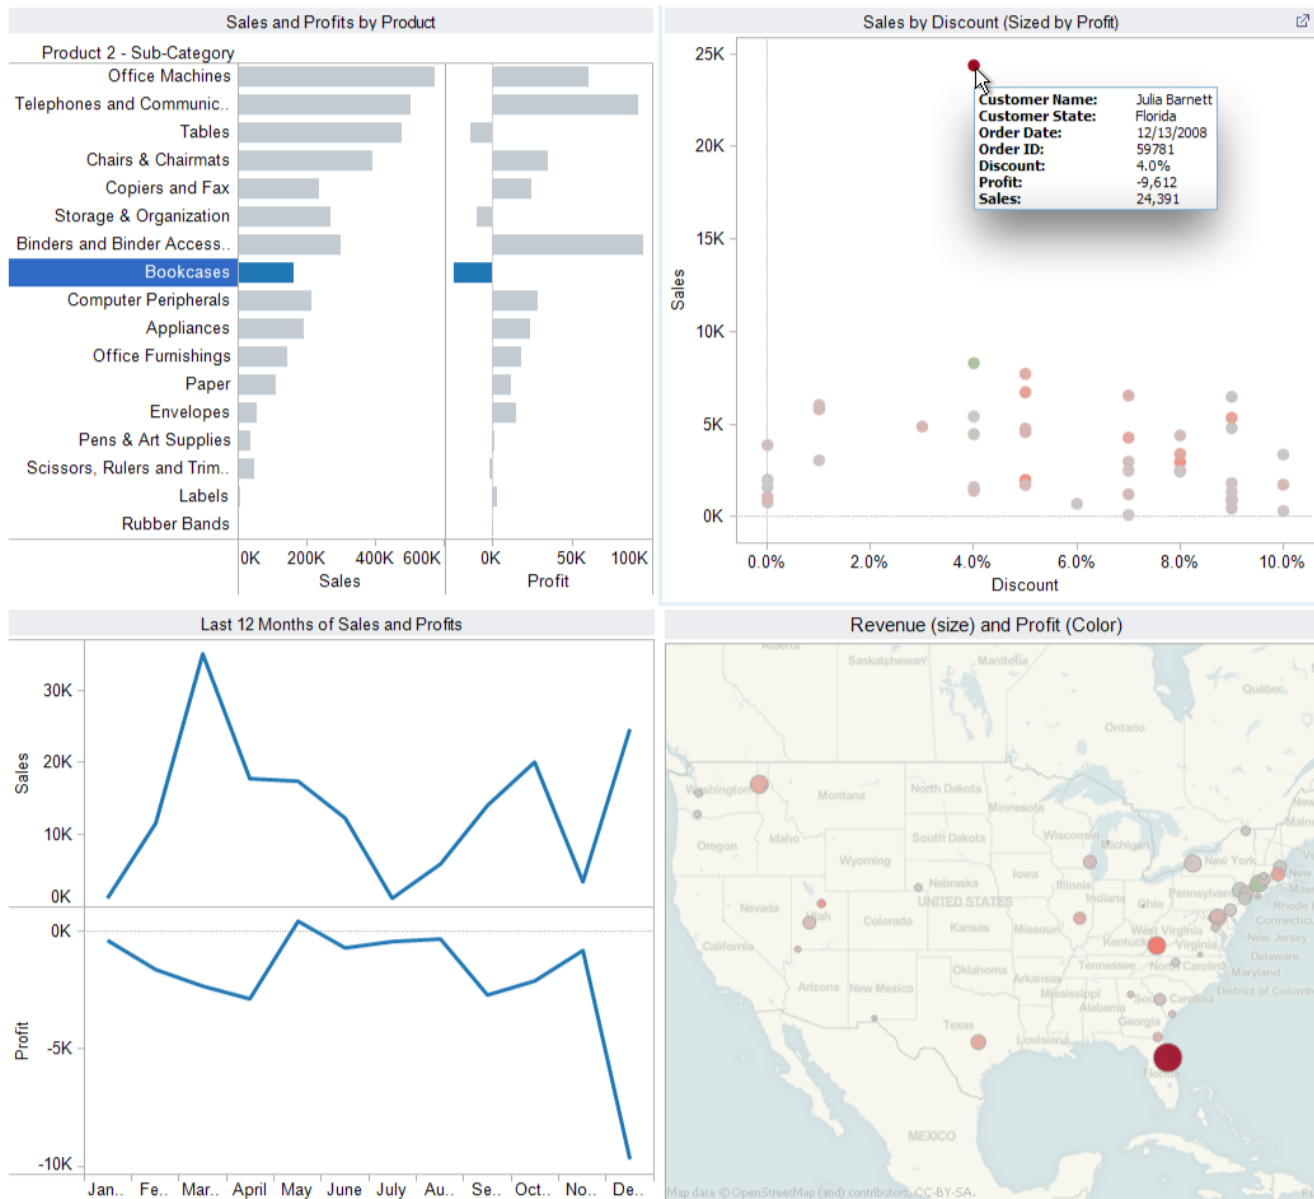 Sales and Profits by Product
Product 2 - Sub-Category
Office Machines
Telephones and Communic..
Tables
Chairs & Chairmats
Copiers and Fax
Storage & Organization
Binders and Binder Access..
Bookcases
Computer Peripherals
Appliances
Office Furnishings
Paper
Envelopes
Pens & Art Supplies
Scissors, Rulers and Trim..
Labels
Rubber Bands
0K 200K 400K 600K
Sales
0K 50K 100K
Profit
Sales by Discount (Sized by Profit)
25K
20K
15K
10K
5K
0K
Sales
Customer Name: Julia Barnett
Customer State: Florida
Order Date: 12/13/2008
Order ID: 59781
Discount: 4.0%
Profit: -9,612
Sales: 24,391
0.0% 2.0% 4.0% 6.0% 8.0% 10.0%
Discount
Last 12 Months of Sales and Profits
30K
20K
10K
0K
Sales
0K
-5K
-10K
Profit
Jan.. Fe.. Mar.. April May June July Au.. Se.. Oct.. No.. De..
Revenue (size) and Profit (Color)
Alberta
Saskatchewan
Manitoba
Québec
Ontario
Washington
Montana
North Dakota
Minnesota
Oregon
Idaho
South Dakota
Wisconsin
Michigan
Wyoming
New York
Iowa
Nebraska
Illinois
Indiana
Ohio
Pennsylvan
UNITED STATES
Nevada
Utah
Colorado
Kansas
Missouri
West Virginia
Virginia
Kentuck
California
Rhode I
Connecticu
New Jersey
Delaware
Maryland
District of Columb
Tennessee
North Carolina
Oklahoma
Arkansas
Arizona
New Mexico
Mississippi
Alabama
South Carolina
Georgia
Texas
Louisiana
Florida
MEXICO
Map data © OpenStreetMap (and) contributors, CC-BY-SA.